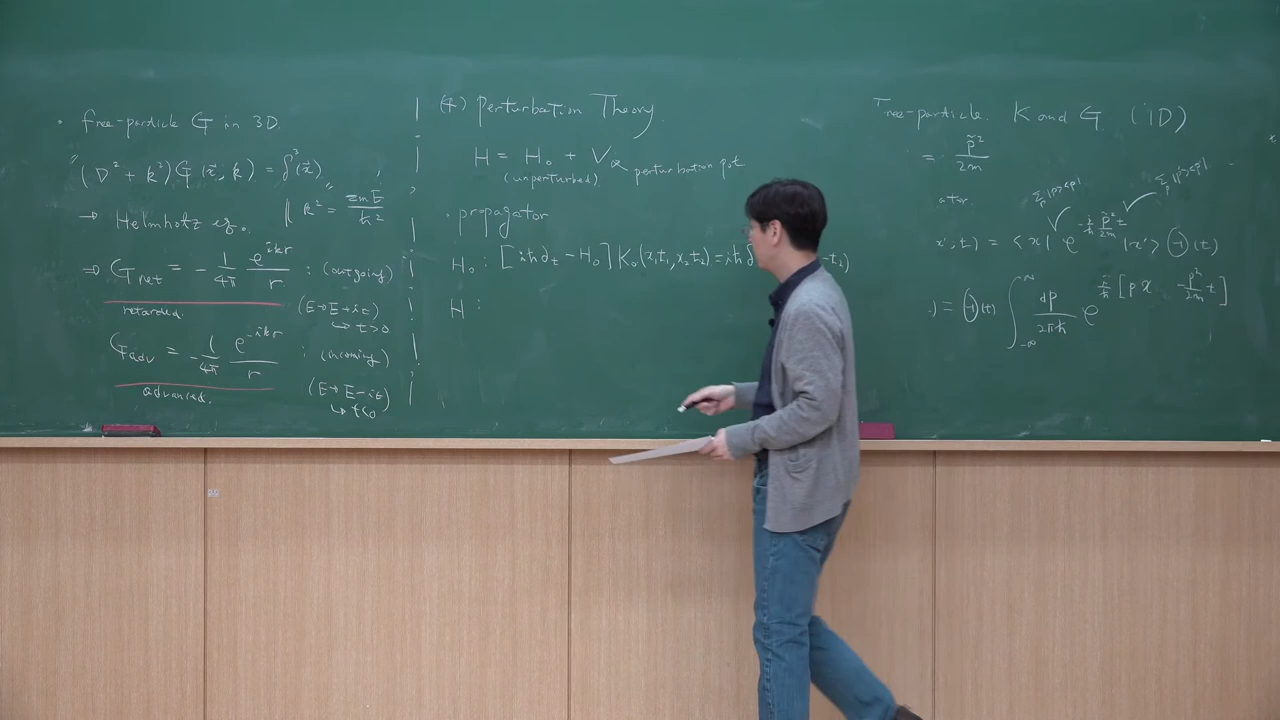 · free-particle G in 3D.
"(∇² + k²)G(x⃗, k) = δ³(x⃗)"
→ Helmholtz eq. ‖ k² = 2mE/ħ²
⇒ G_ret = -1/4π e^{ikr}/r : (outgoing)
retarded. (E→E+iε)
↳ t>0
G_adv = -1/4π e^{-ikr}/r : (incoming)
advanced. (E→E-iε)
↳ t<0
(4) Perturbation Theory
H = H₀ + V
(unperturbed) perturbation pot
· propagator
H₀ : [iħ∂_t - H₀] K₀(x₁t₁, x₂t₂) = iħδ
H :
Free-particle. K and G (1D)
= p̃²/2m
ator.
Σ_p |p><p|
x', t) = <x| e^{-i/ħ p̃²/2m t} |x'> Θ(t)
) = Θ(t) ∫_{-∞}^{∞} dp/2πħ e^{i/ħ [px - p²/2m t]}